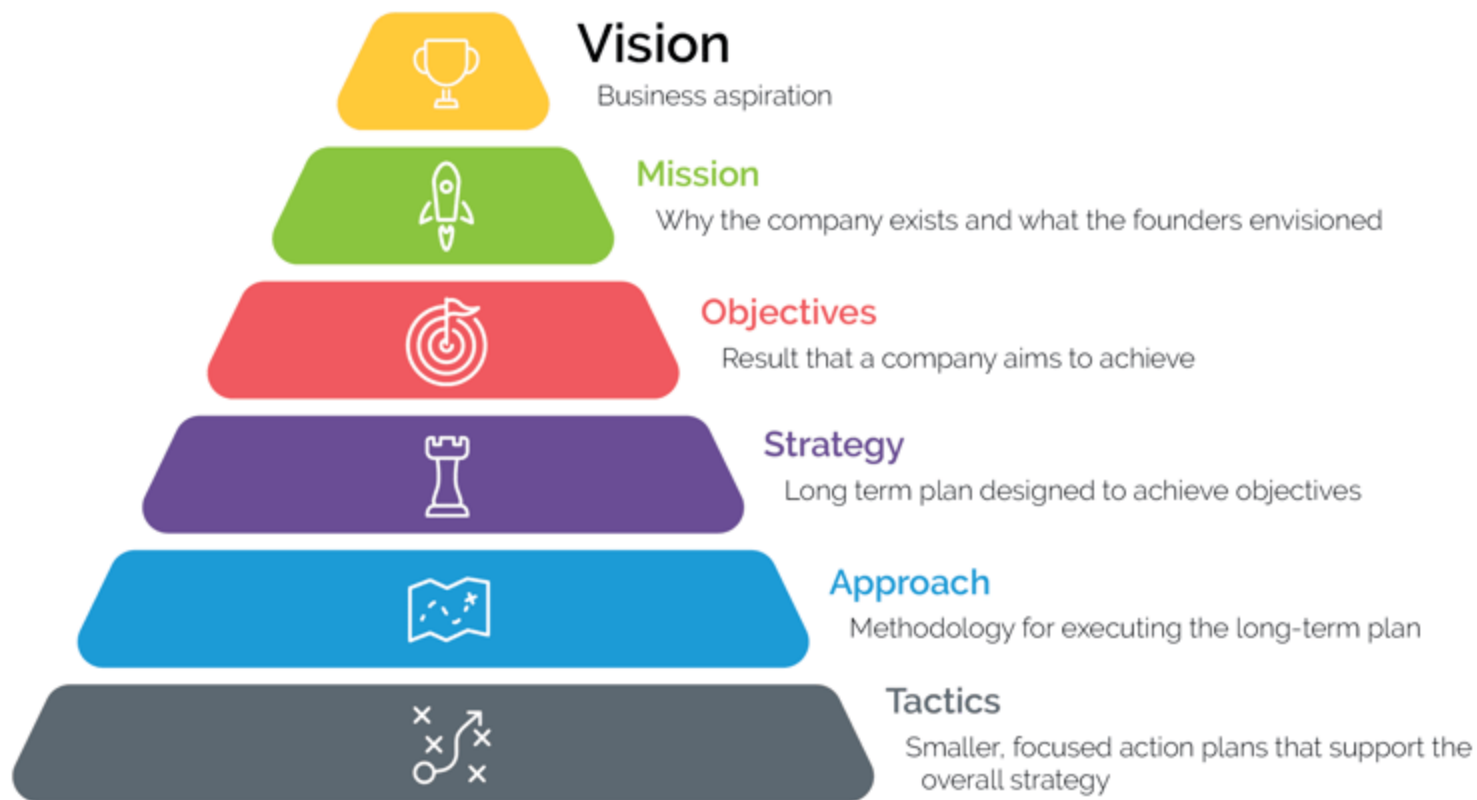 Vision
Business aspiration
Mission
Why the company exists and what the founders envisioned
Objectives
Result that a company aims to achieve
Strategy
Long term plan designed to achieve objectives
Approach
Methodology for executing the long-term plan
Tactics
Smaller, focused action plans that support the
overall strategy